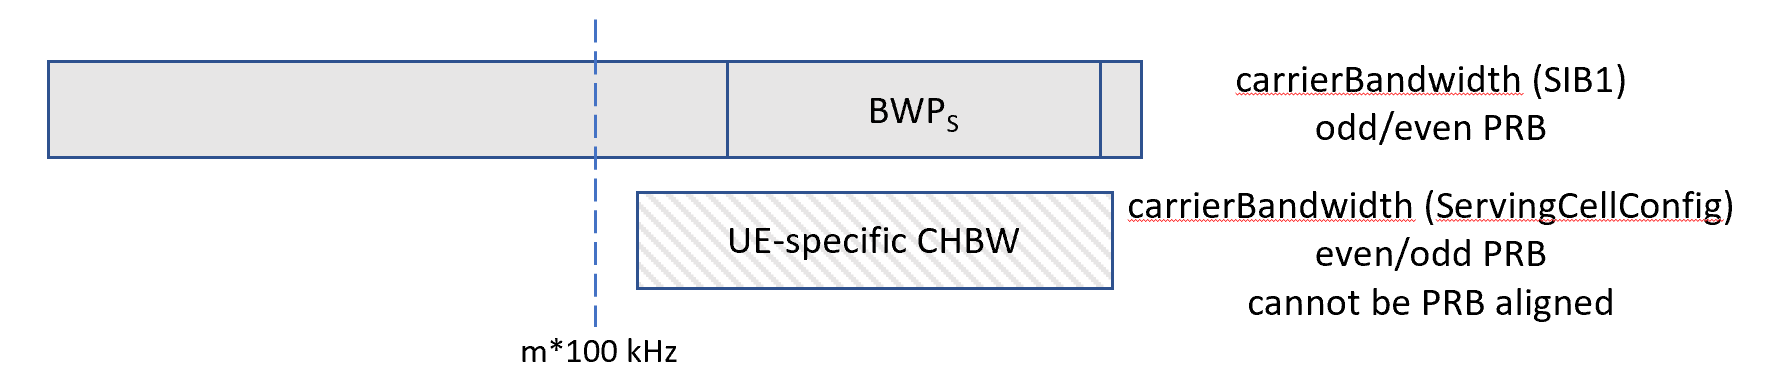 BWPS
carrierBandwidth (SIB1)
odd/even PRB
UE-specific CHBW
carrierBandwidth (ServingCellConfig)
even/odd PRB
cannot be PRB aligned
m*100 kHz